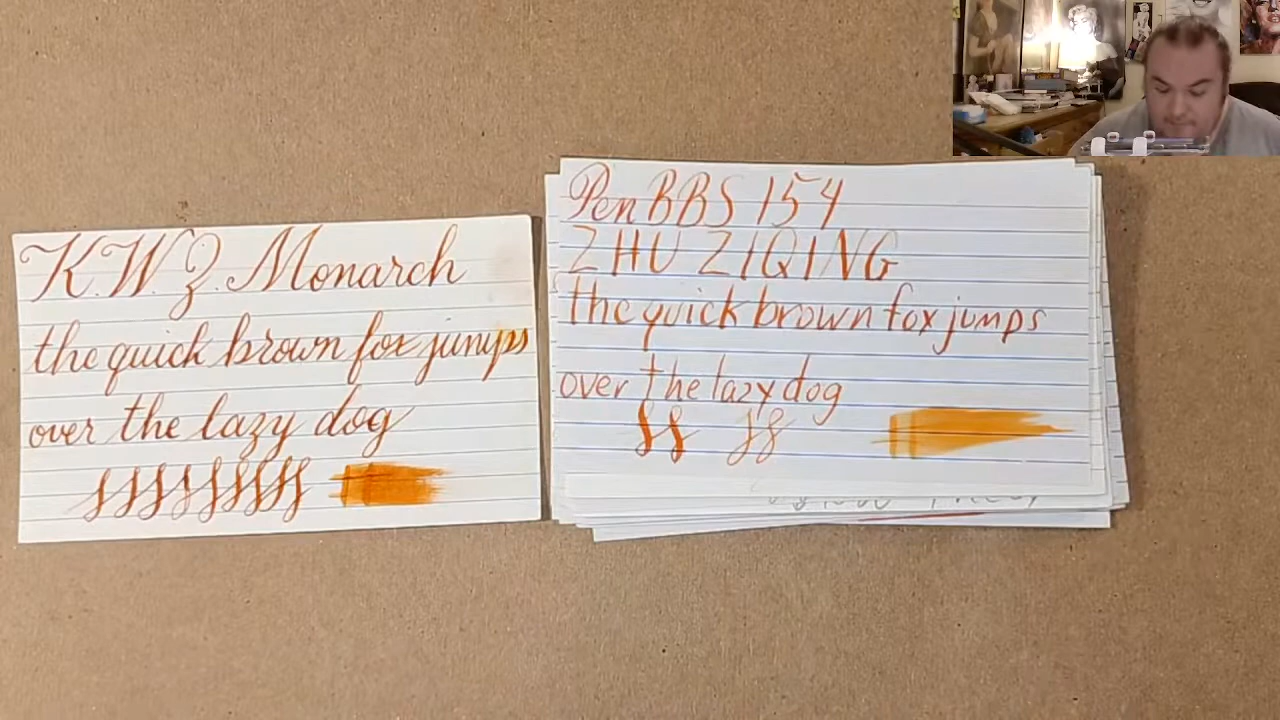 K.W.Z. Monarch
the quick brown fox jumps
over the lazy dog
Pen BBS 154
ZHU ZIQING
the quick brown fox jumps
over the lazy dog